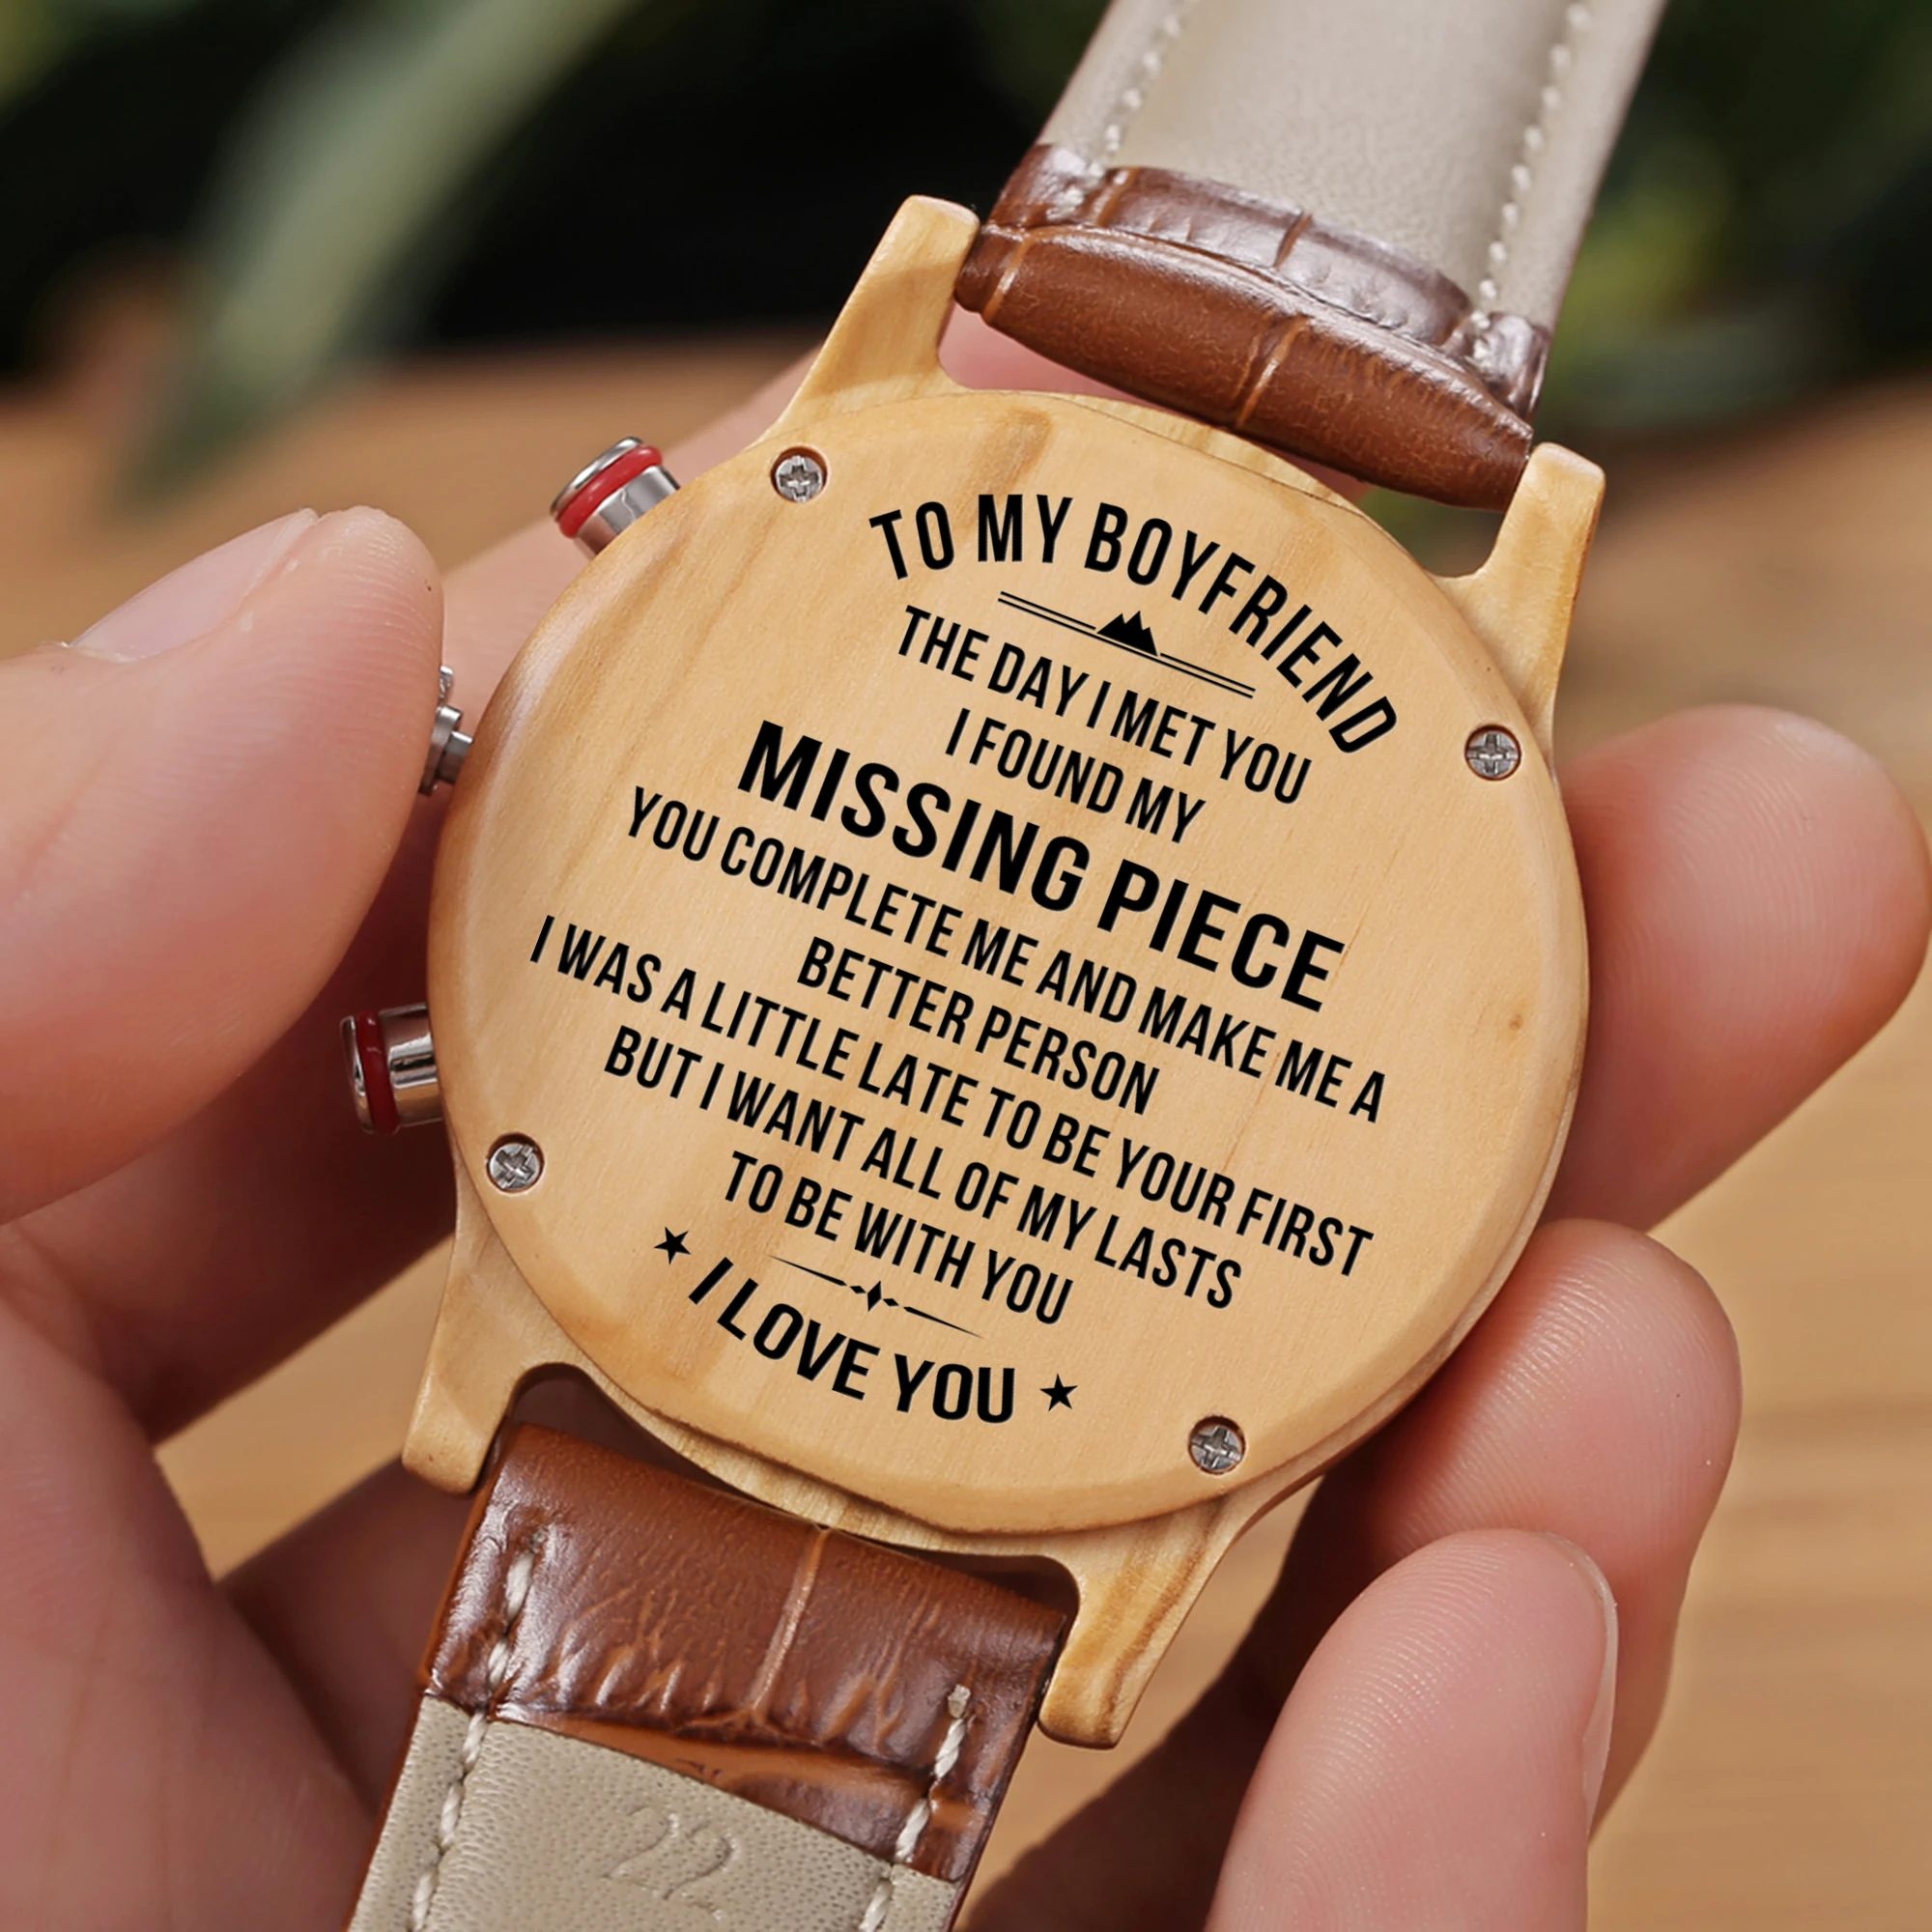 TO MY BOYFRIEND
THE DAY I MET YOU
I FOUND MY
MISSING PIECE
YOU COMPLETE ME AND MAKE ME A
BETTER PERSON
I WAS A LITTLE LATE TO BE YOUR FIRST
BUT I WANT ALL OF MY LASTS
TO BE WITH YOU
I LOVE YOU
22